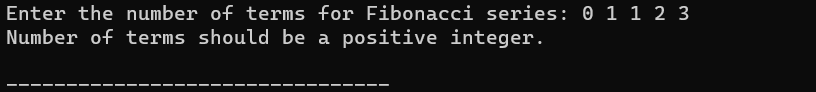 Enter the number of terms for Fibonacci series: 0 1 1 2 3
Number of terms should be a positive integer.
--------------------------------